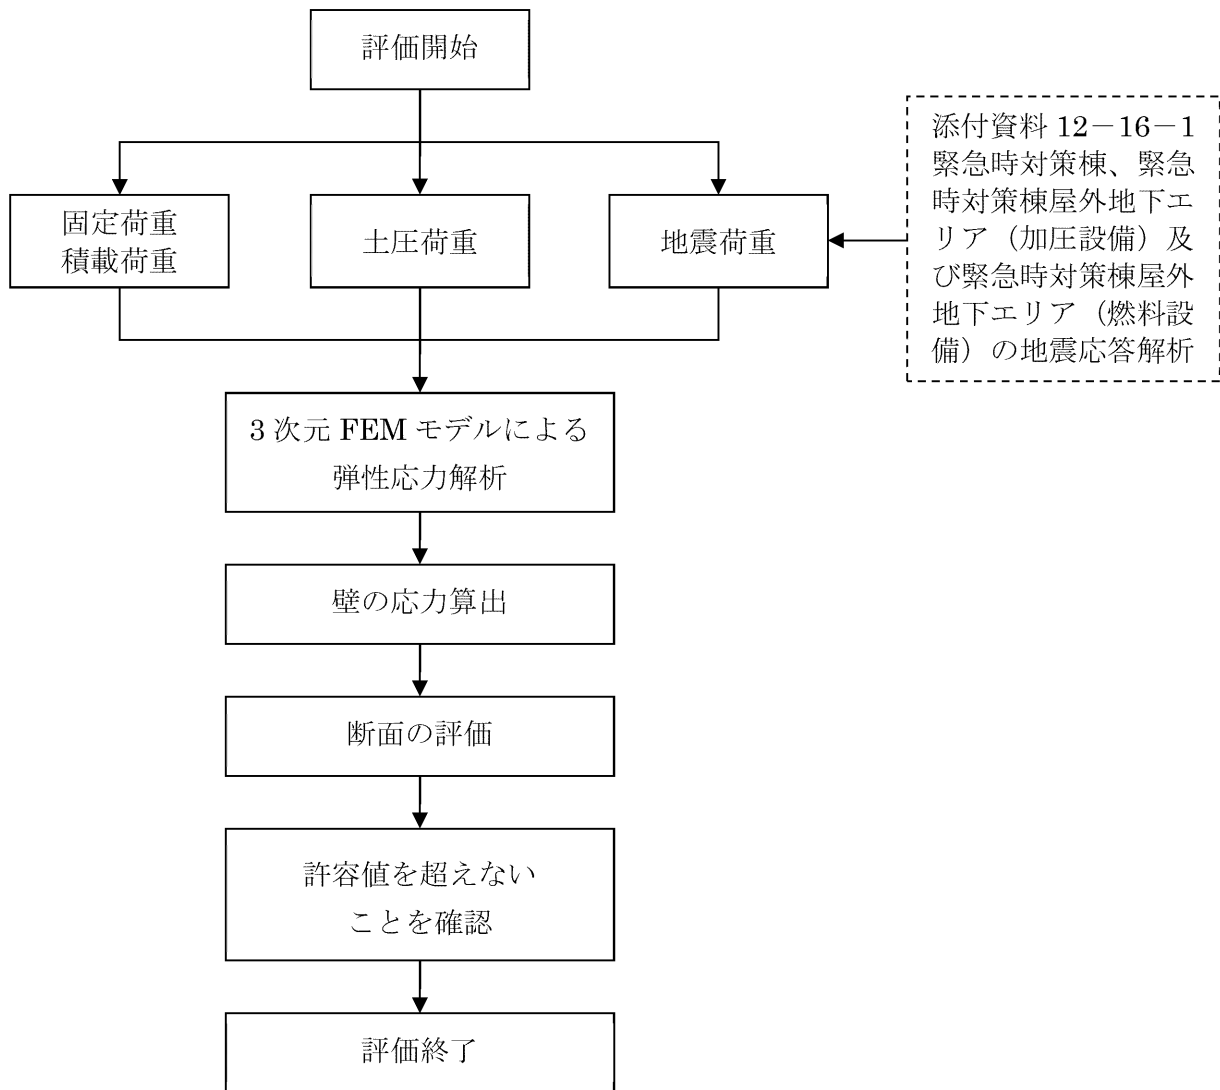 評価開始
固定荷重
積載荷重
土圧荷重
地震荷重
添付資料 12－16－1
緊急時対策棟、緊急
時対策棟屋外地下エ
リア（加圧設備）及
び緊急時対策棟屋外
地下エリア（燃料設
備）の地震応答解析
3 次元 FEM モデルによる
弾性応力解析
壁の応力算出
断面の評価
許容値を超えない
ことを確認
評価終了